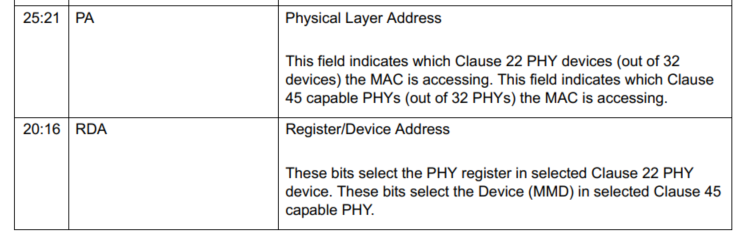 25:21 PA Physical Layer Address
This field indicates which Clause 22 PHY devices (out of 32
devices) the MAC is accessing. This field indicates which Clause
45 capable PHYs (out of 32 PHYs) the MAC is accessing.
20:16 RDA Register/Device Address
These bits select the PHY register in selected Clause 22 PHY
device. These bits select the Device (MMD) in selected Clause 45
capable PHY.